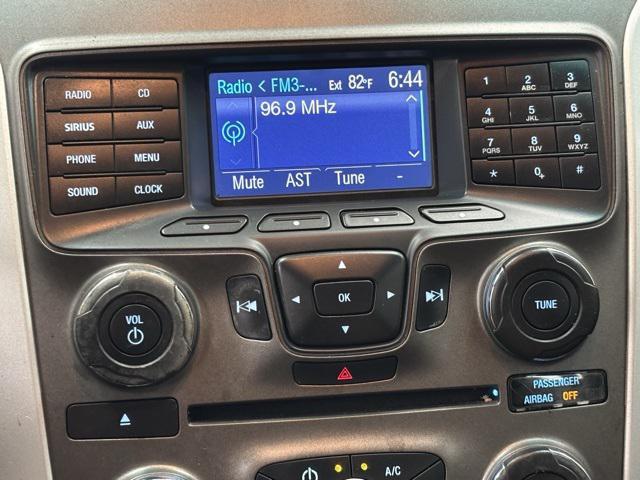 Radio < FM3-... Ext 82°F 6:44
96.9 MHz
Mute AST Tune -
RADIO CD
SIRIUS AUX
PHONE MENU
SOUND CLOCK
1 2 ABC 3 DEF
4 GHI 5 JKL 6 MNO
7 PQRS 8 TUV 9 WXYZ
* 0+ #
VOL
OK
TUNE
PASSENGER
AIRBAG OFF
A/C